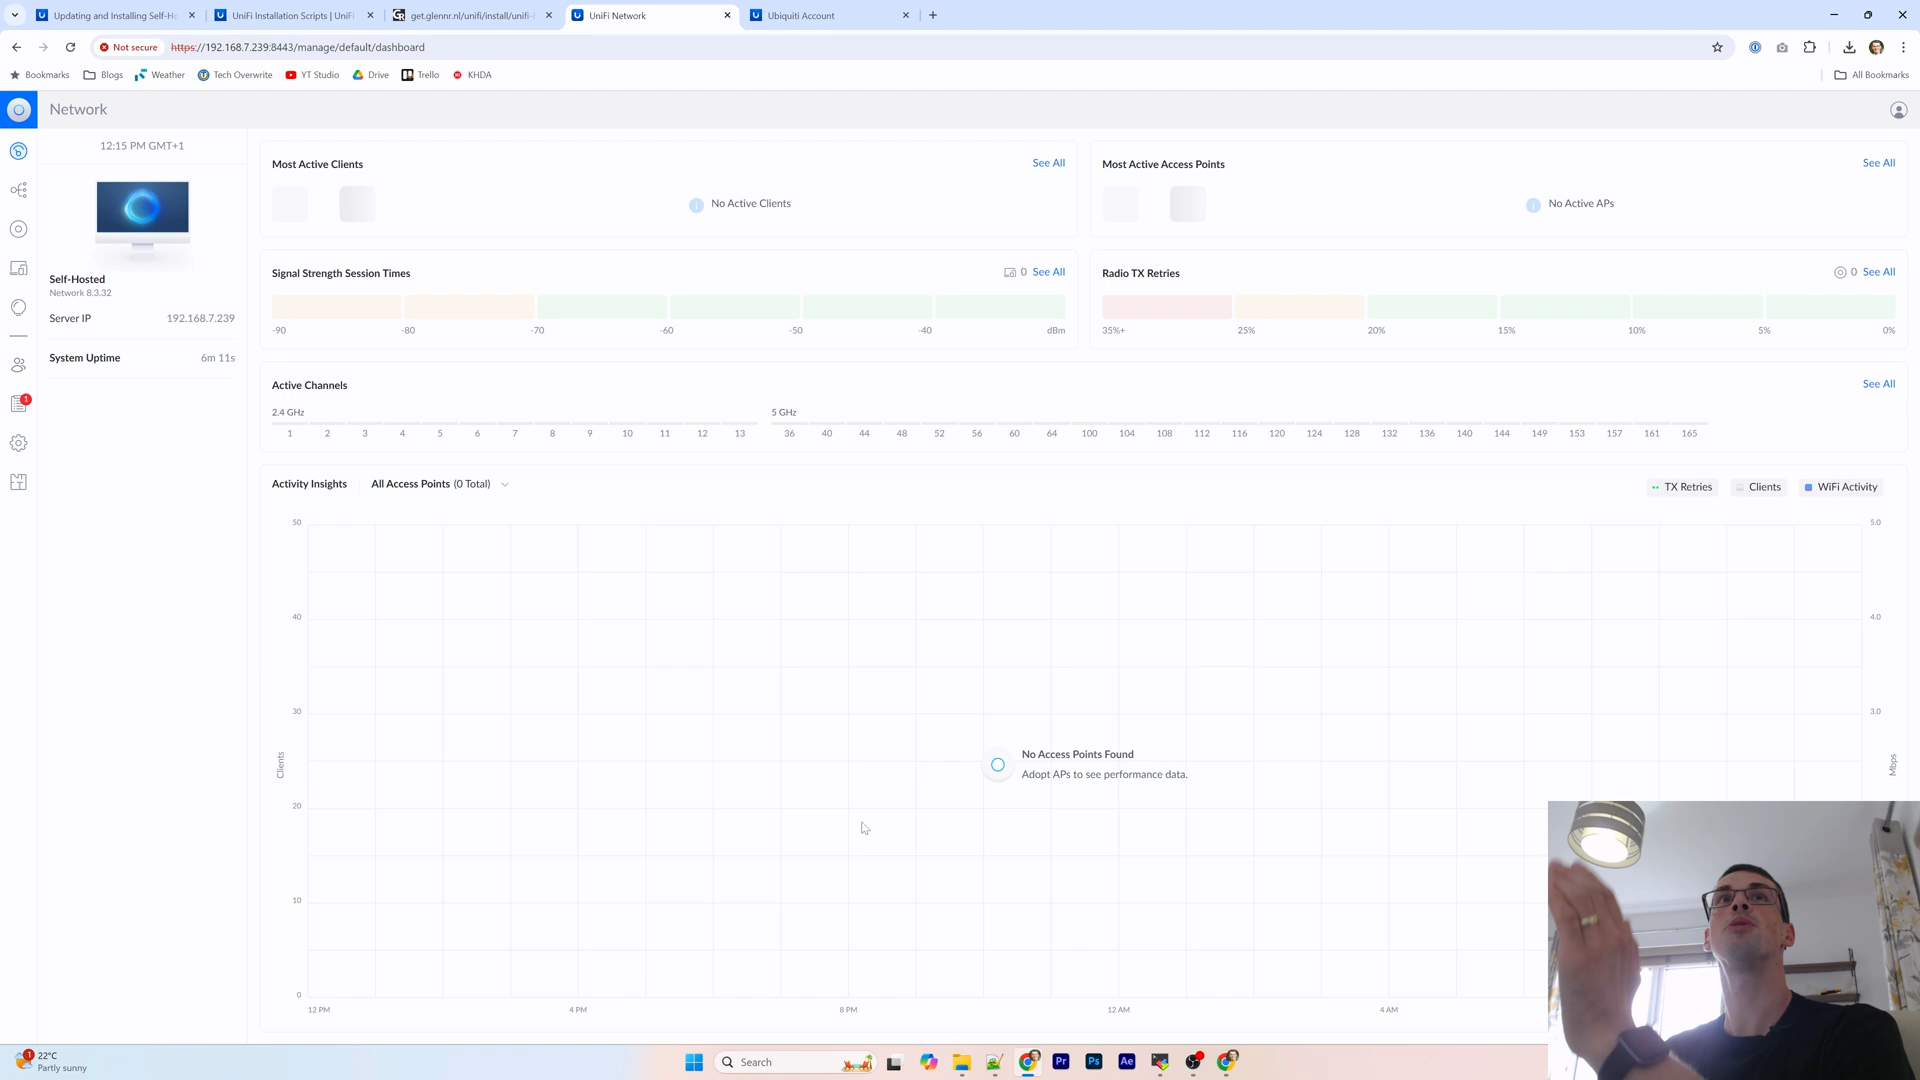 Updating and Installing Self-Ho
UniFi Installation Scripts | UniFi
get.glennr.nl/unifi/install/unifi-
UniFi Network
Ubiquiti Account
Not secure
https://192.168.7.239:8443/manage/default/dashboard
Bookmarks
Blogs
Weather
Tech Overwrite
YT Studio
Drive
Trello
KHDA
All Bookmarks
Network
12:15 PM GMT+1
Self-Hosted
Network 8.3.32
Server IP 192.168.7.239
System Uptime 6m 11s
1
Most Active Clients See All
No Active Clients
Most Active Access Points See All
No Active APs
Signal Strength Session Times 0 See All
-90 -80 -70 -60 -50 -40 dBm
Radio TX Retries 0 See All
35%+ 25% 20% 15% 10% 5% 0%
Active Channels See All
2.4 GHz
1 2 3 4 5 6 7 8 9 10 11 12 13
5 GHz
36 40 44 48 52 56 60 64 100 104 108 112 116 120 124 128 132 136 140 144 149 153 157 161 165
Activity Insights All Access Points (0 Total)
TX Retries Clients WiFi Activity
50 5.0
40 4.0
30 3.0
Clients
Mbps
No Access Points Found
Adopt APs to see performance data.
20
10
0
12 PM 4 PM 8 PM 12 AM 4 AM
1
22°C
Partly sunny
Search
Pr
Ps
Ae